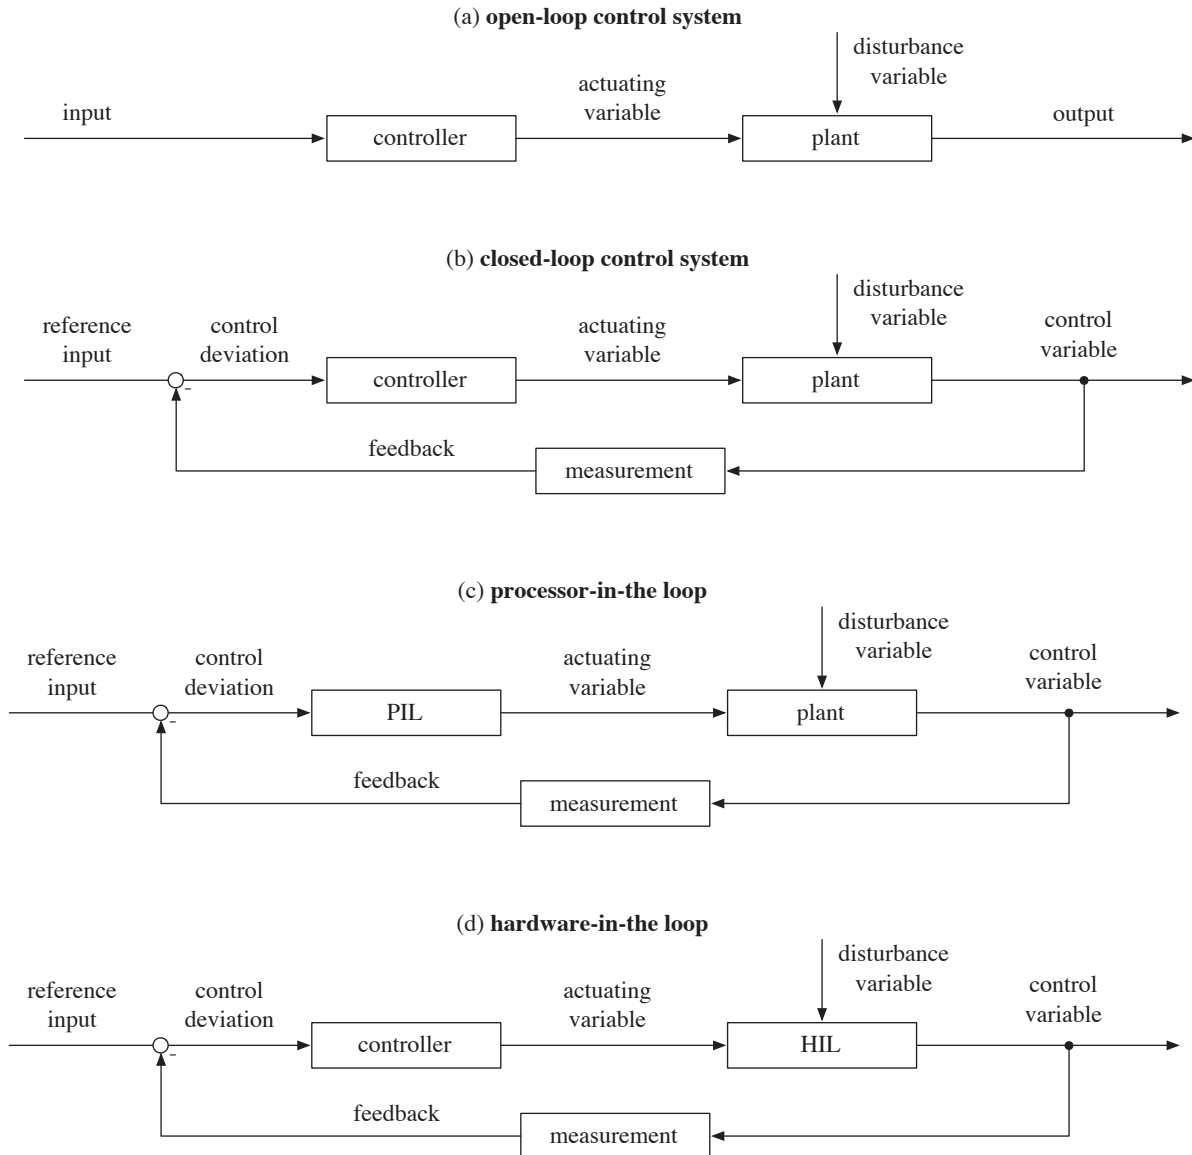 (a) open-loop control system
disturbance
variable
input
actuating
variable
output
controller
plant
(b) closed-loop control system
disturbance
variable
reference
input
control
deviation
actuating
variable
control
variable
controller
plant
-
feedback
measurement
(c) processor-in-the loop
disturbance
variable
reference
input
control
deviation
actuating
variable
control
variable
PIL
plant
-
feedback
measurement
(d) hardware-in-the loop
disturbance
variable
reference
input
control
deviation
actuating
variable
control
variable
controller
HIL
-
feedback
measurement